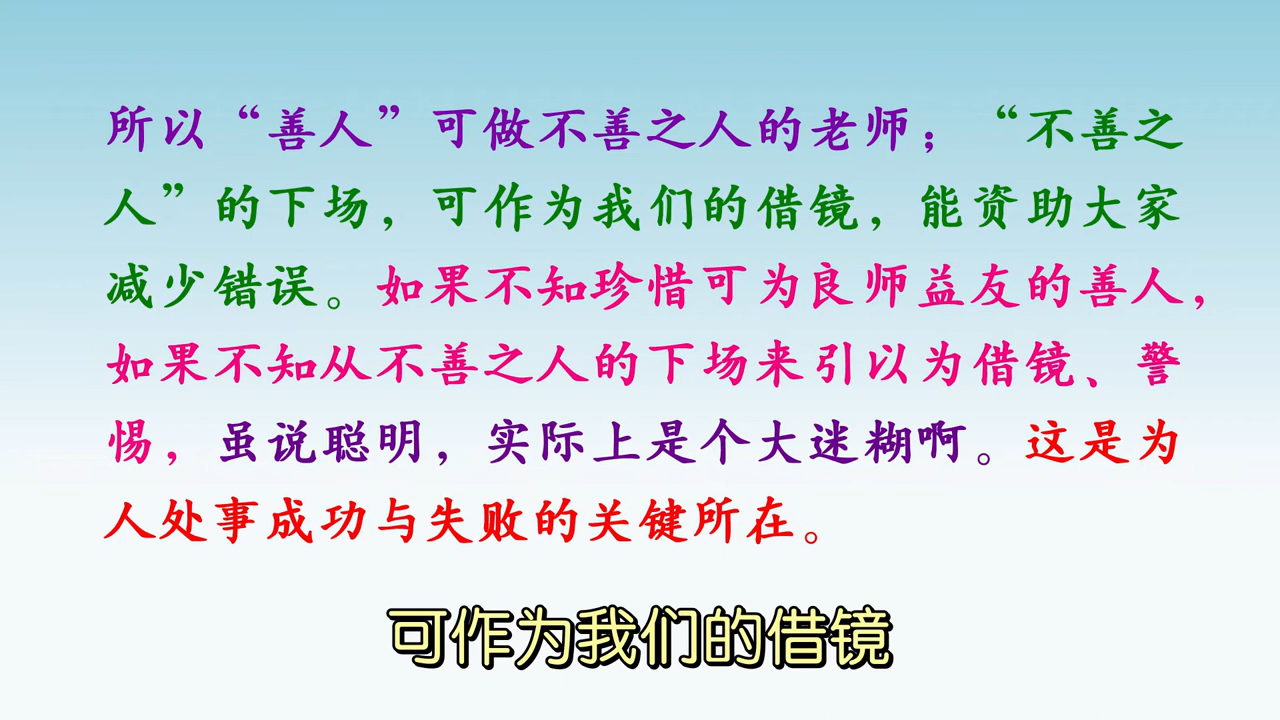 所以“善人”可做不善之人的老师；“不善之
人”的下场，可作为我们的借镜，能资助大家
减少错误。如果不知珍惜可为良师益友的善人，
如果不知从不善之人的下场来引以为借镜、警
惕，虽说聪明，实际上是个大迷糊啊。这是为
人处事成功与失败的关键所在。
可作为我们的借镜